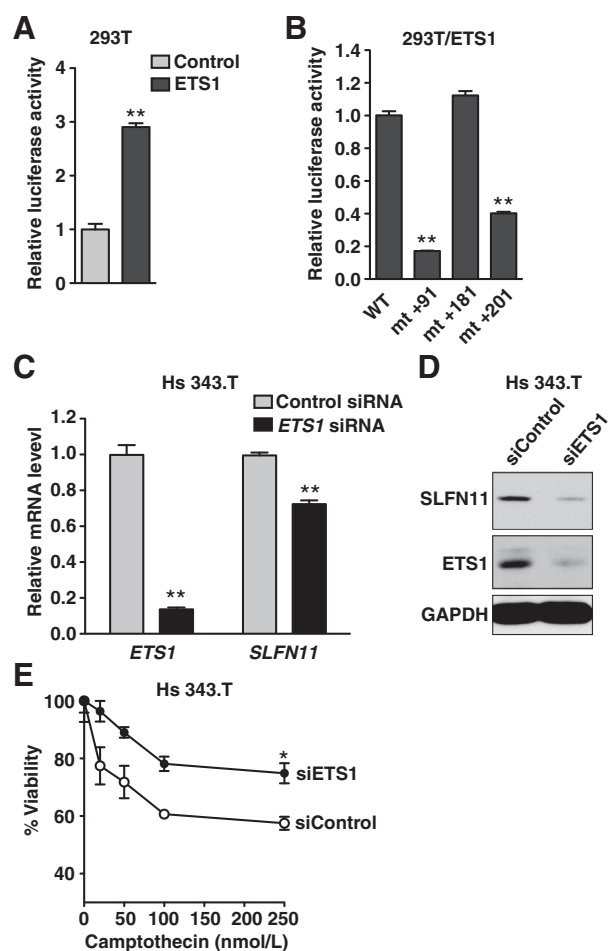 A
293T
Control
ETS1
Relative luciferase activity
4
3
2
1
0
**
B
293T/ETS1
Relative luciferase activity
1.4
1.2
1.0
0.8
0.6
0.4
0.2
0.0
**
**
WT
mt +91
mt +181
mt +201
C
Hs 343.T
Control siRNA
ETS1 siRNA
Relative mRNA levevl
1.2
1.0
0.8
0.6
0.4
0.2
0.0
**
**
ETS1
SLFN11
D
Hs 343.T
siControl
siETS1
SLFN11
ETS1
GAPDH
E
Hs 343.T
% Viability
100
80
60
40
*
siETS1
siControl
0
50
100
150
200
250
Camptothecin (nmol/L)